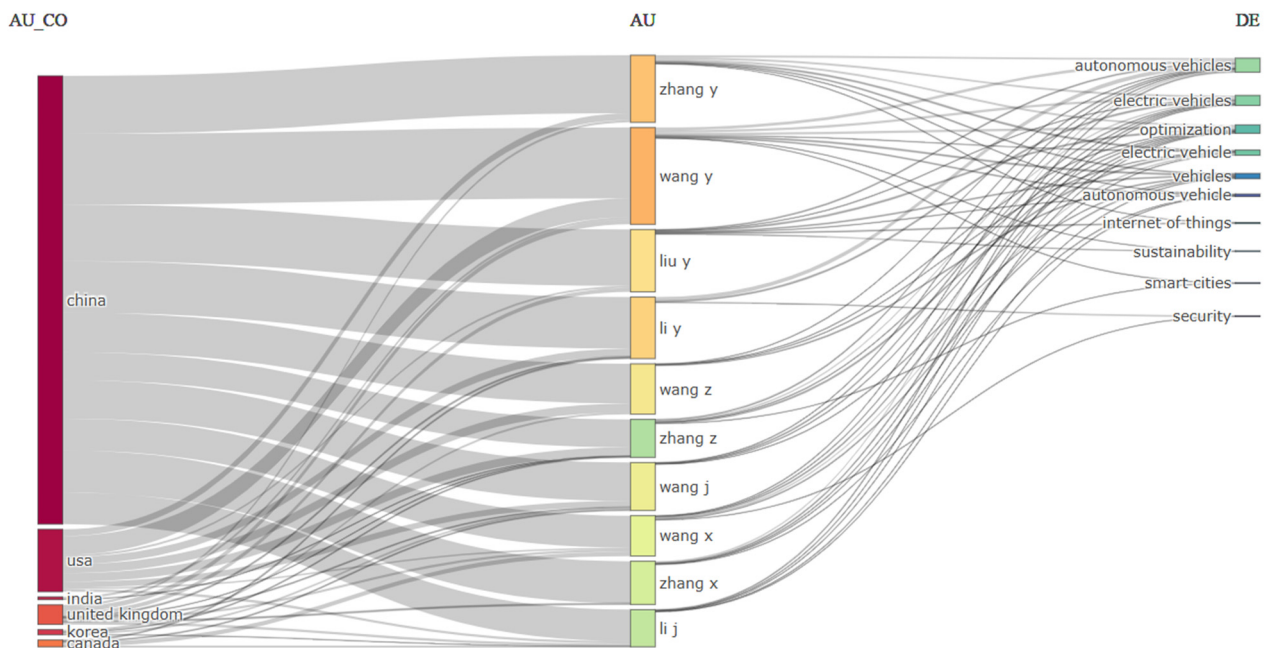 AU_CO
AU
DE
china
usa
india
united kingdom
korea
canada
zhang y
wang y
liu y
li y
wang z
zhang z
wang j
wang x
zhang x
li j
autonomous vehicles
electric vehicles
optimization
electric vehicle
vehicles
autonomous vehicle
internet of things
sustainability
smart cities
security